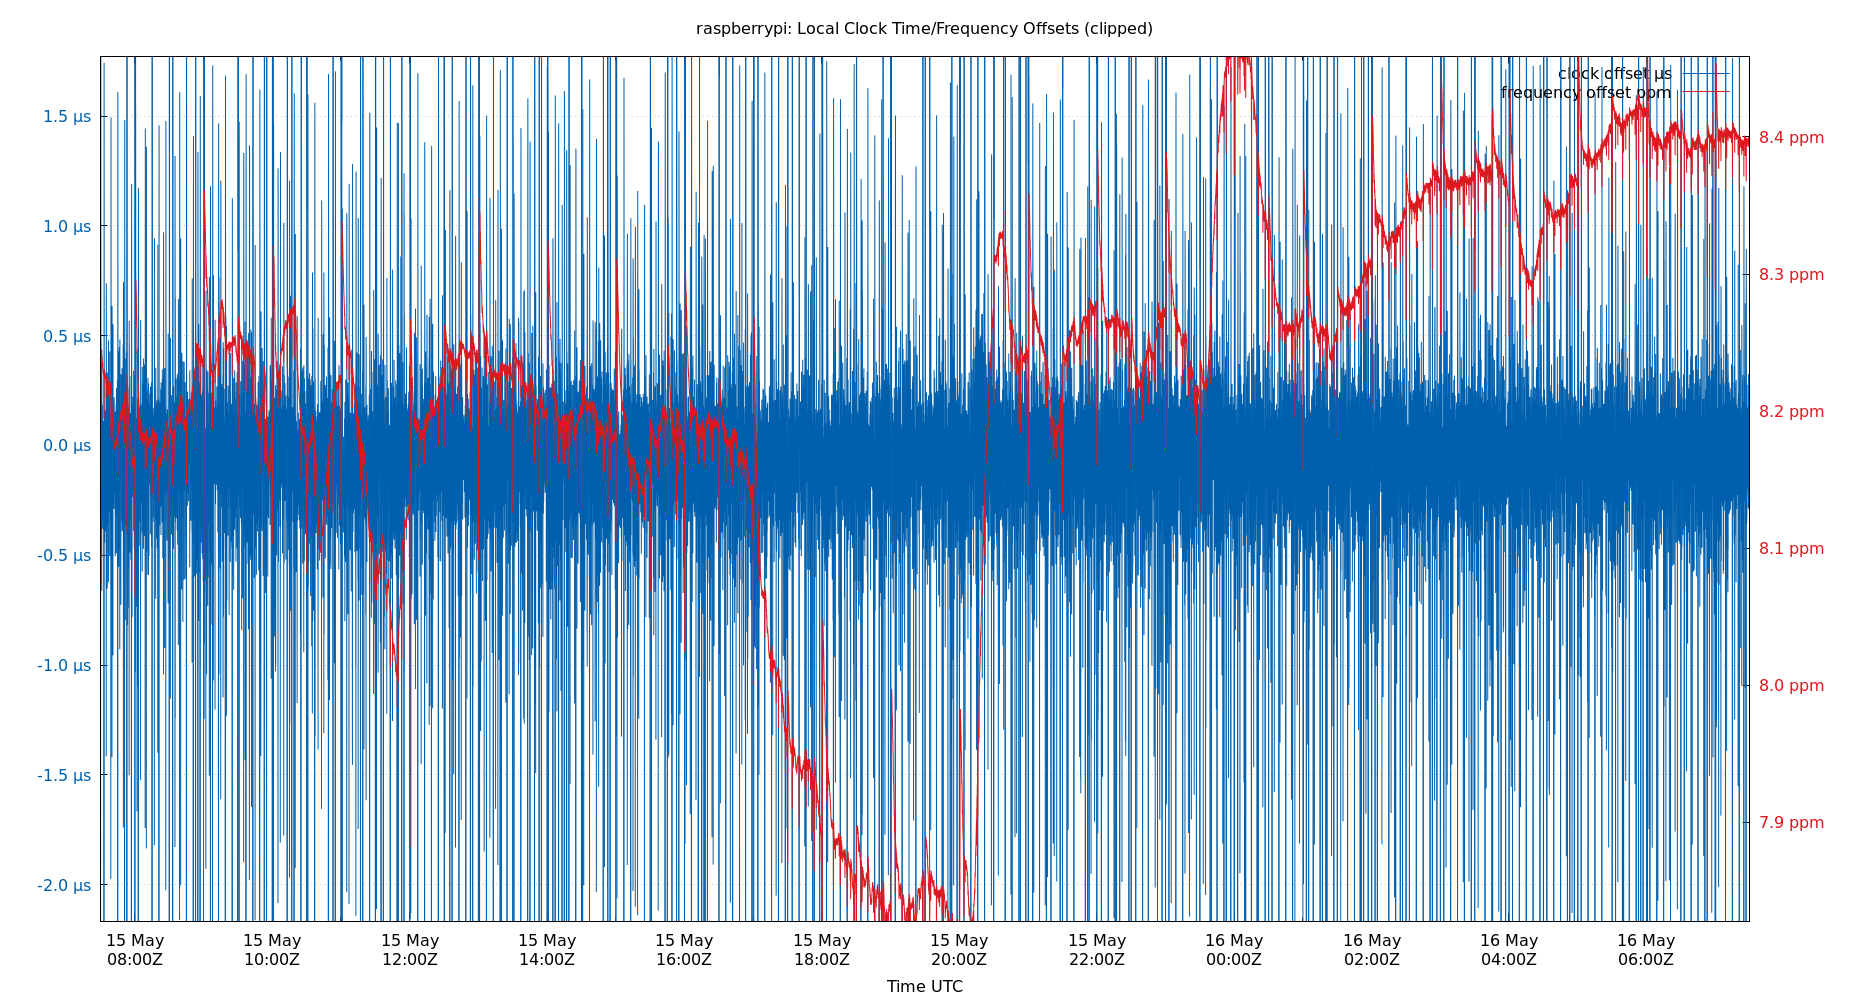 raspberrypi: Local Clock Time/Frequency Offsets (clipped)
clock offset µs
frequency offset ppm
1.5 µs
1.0 µs
0.5 µs
0.0 µs
-0.5 µs
-1.0 µs
-1.5 µs
-2.0 µs
8.4 ppm
8.3 ppm
8.2 ppm
8.1 ppm
8.0 ppm
7.9 ppm
15 May 15 May 15 May 15 May 15 May 15 May 15 May 15 May 16 May 16 May 16 May 16 May
08:00Z 10:00Z 12:00Z 14:00Z 16:00Z 18:00Z 20:00Z 22:00Z 00:00Z 02:00Z 04:00Z 06:00Z
Time UTC